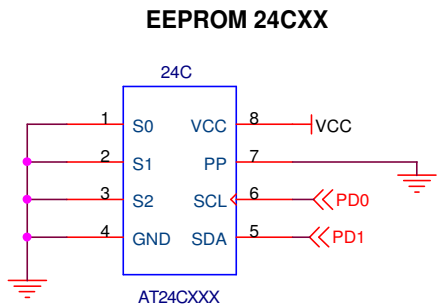 EEPROM 24CXX
24C
1 S0 VCC 8 VCC
2 S1 PP 7
3 S2 SCL 6 PD0
4 GND SDA 5 PD1
AT24CXXX